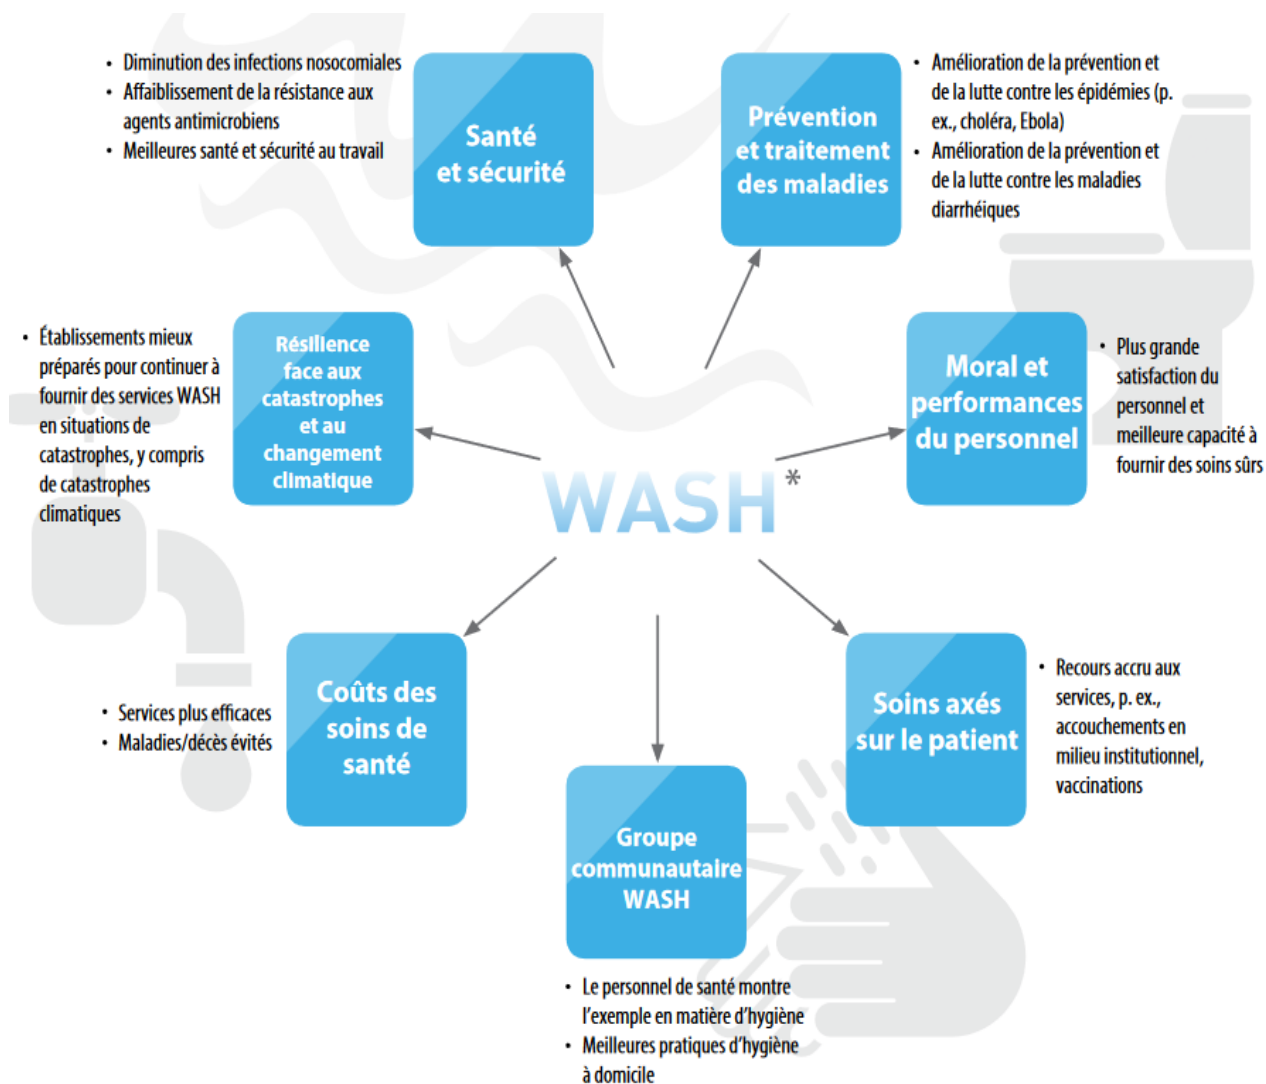 • Diminution des infections nosocomiales
• Affaiblissement de la résistance aux
agents antimicrobiens
• Meilleures santé et sécurité au travail
Santé
et sécurité
Prévention
et traitement
des maladies
• Amélioration de la prévention et
de la lutte contre les épidémies (p.
ex., choléra, Ebola)
• Amélioration de la prévention et
de la lutte contre les maladies
diarrhéiques
• Établissements mieux
préparés pour continuer à
fournir des services WASH
en situations de
catastrophes, y compris
de catastrophes
climatiques
Résilience
face aux
catastrophes
et au
changement
climatique
Moral et
performances
du personnel
• Plus grande
satisfaction du
personnel et
meilleure capacité à
fournir des soins sûrs
WASH*
• Services plus efficaces
• Maladies/décès évités
Coûts des
soins de
santé
Soins axés
sur le patient
• Recours accru aux
services, p. ex.,
accouchements en
milieu institutionnel,
vaccinations
Groupe
communautaire
WASH
• Le personnel de santé montre
l’exemple en matière d’hygiène
• Meilleures pratiques d’hygiène
à domicile